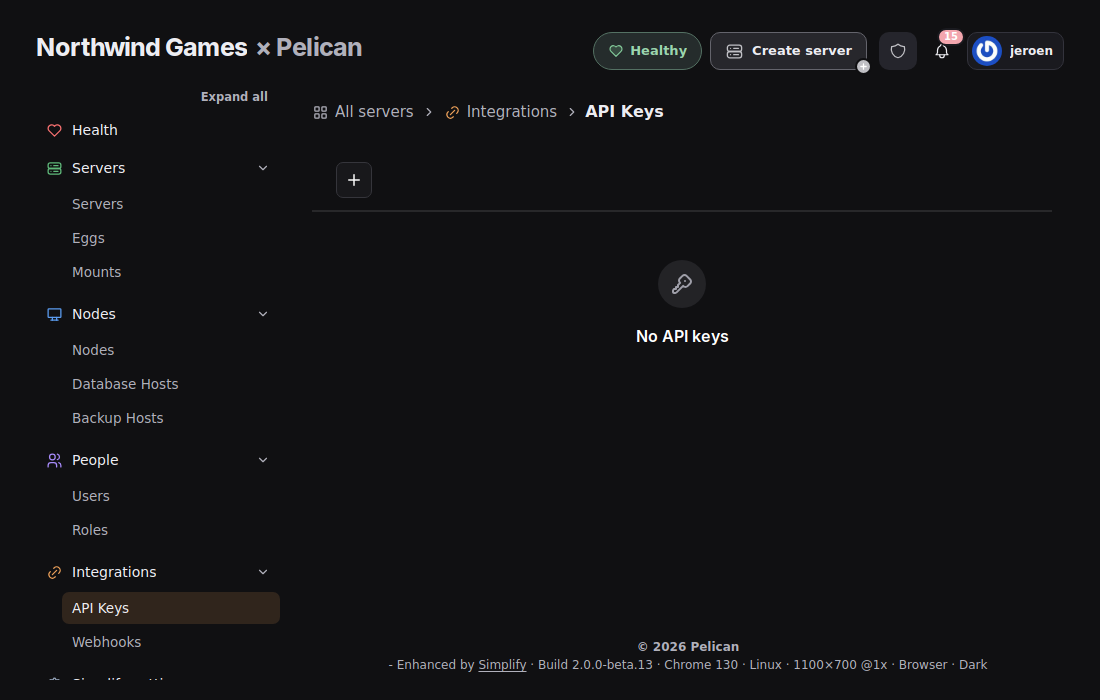 Northwind Games × Pelican
Healthy
Create server
15
jeroen
Expand all
Health
Servers
Servers
Eggs
Mounts
Nodes
Nodes
Database Hosts
Backup Hosts
People
Users
Roles
Integrations
API Keys
Webhooks
All servers > Integrations > API Keys
No API keys
© 2026 Pelican
- Enhanced by Simplify · Build 2.0.0-beta.13 · Chrome 130 · Linux · 1100×700 @1x · Browser · Dark